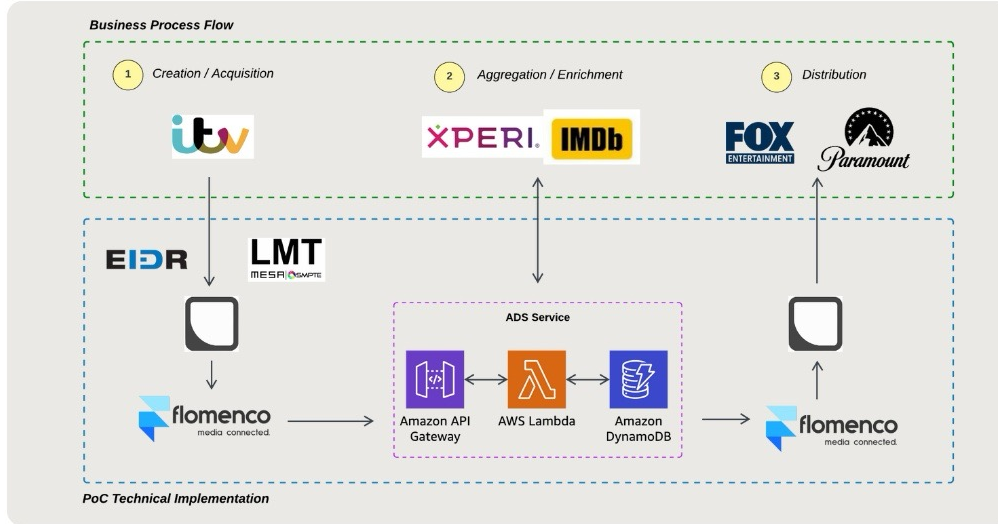 Business Process Flow
1 Creation / Acquisition
2 Aggregation / Enrichment
3 Distribution
itv
XPERI.
IMDb
FOX
ENTERTAINMENT
Paramount
EIDR
LMT
MESA SMPTE
ADS Service
Amazon API
Gateway
AWS Lambda
Amazon
DynamoDB
flomenco
media connected.
flomenco
media connected.
PoC Technical Implementation